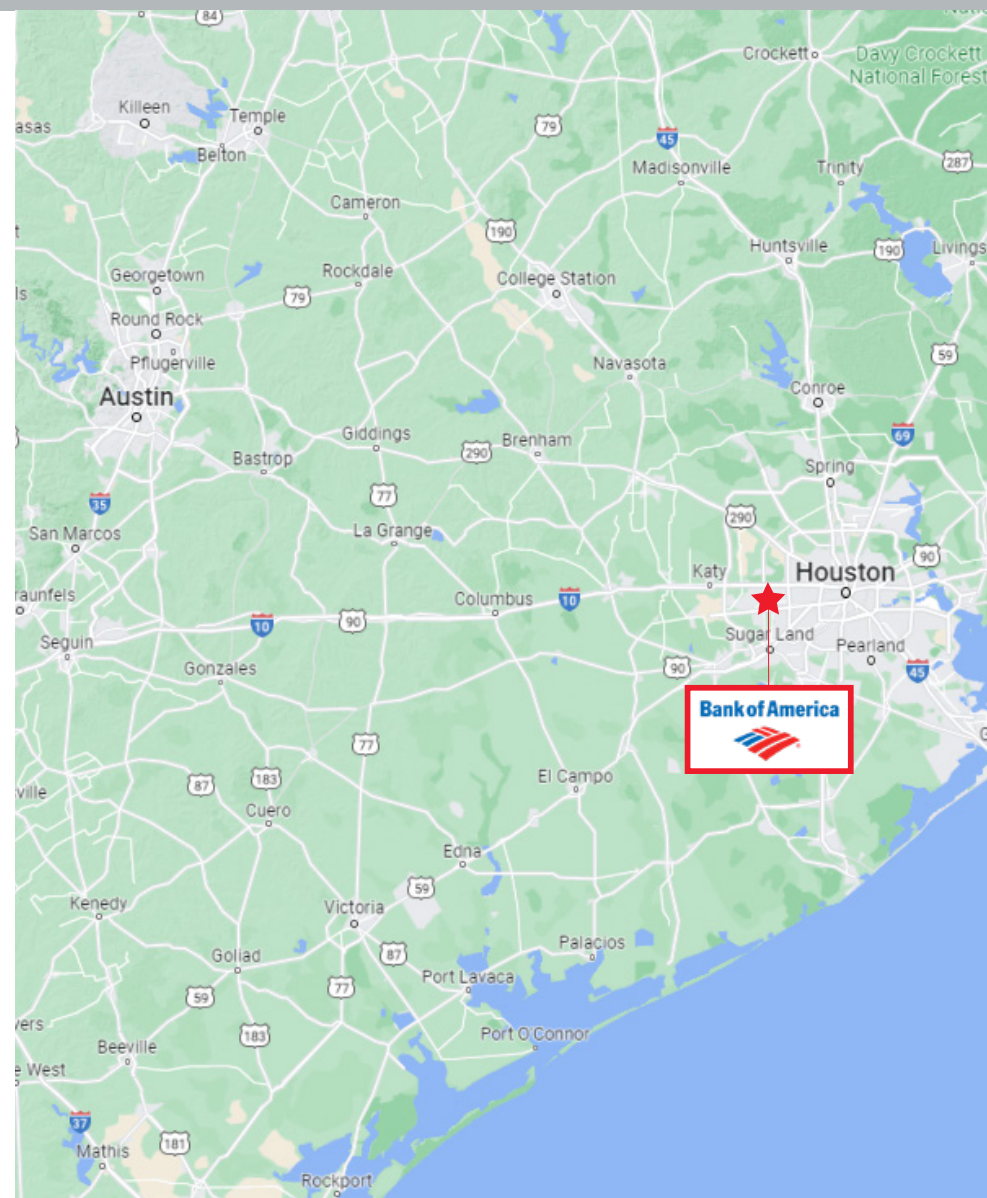 84
Crockett
Davy Crockett
National Forest
Killeen
Temple
asas
Belton
79
45
Madisonville
Trinity
287
Cameron
190
Huntsville
190
Livings
Georgetown
Rockdale
College Station
ls
79
Round Rock
Pflugerville
Navasota
59
Austin
Conroe
Giddings
290
Brenham
69
Bastrop
Spring
77
35
290
San Marcos
La Grange
90
Katy
Houston
raunfels
Columbus
10
10
90
Seguin
Sugar Land
Pearland
Gonzales
90
45
Bank of America
77
G
87
183
El Campo
ville
Cuero
Edna
59
Kenedy
Victoria
Goliad
87
Palacios
Port Lavaca
59
77
yers
183
Port O'Connor
Beeville
e West
37
181
Mathis
Rockport